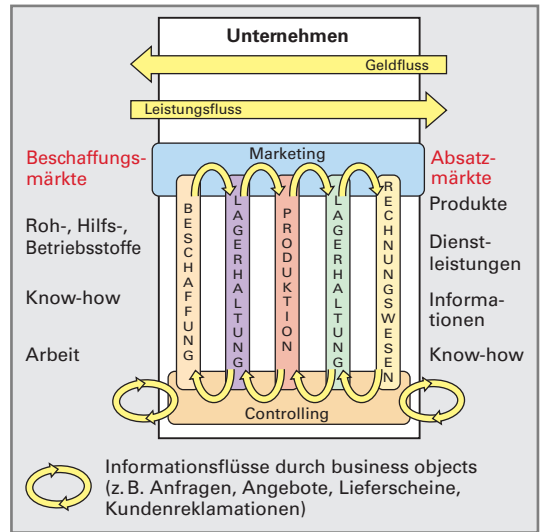 Unternehmen
Geldfluss
Leistungsfluss
Beschaffungs-
märkte
Roh-, Hilfs-,
Betriebsstoffe
Know-how
Arbeit
Marketing
BESCHAFFUNG
LAGERHALTUNG
PRODUKTION
LAGERHALTUNG
RECHNUNGSWESEN
Controlling
Absatz-
märkte
Produkte
Dienst-
leistungen
Informa-
tionen
Know-how
Informationsflüsse durch business objects
(z. B. Anfragen, Angebote, Lieferscheine,
Kundenreklamationen)